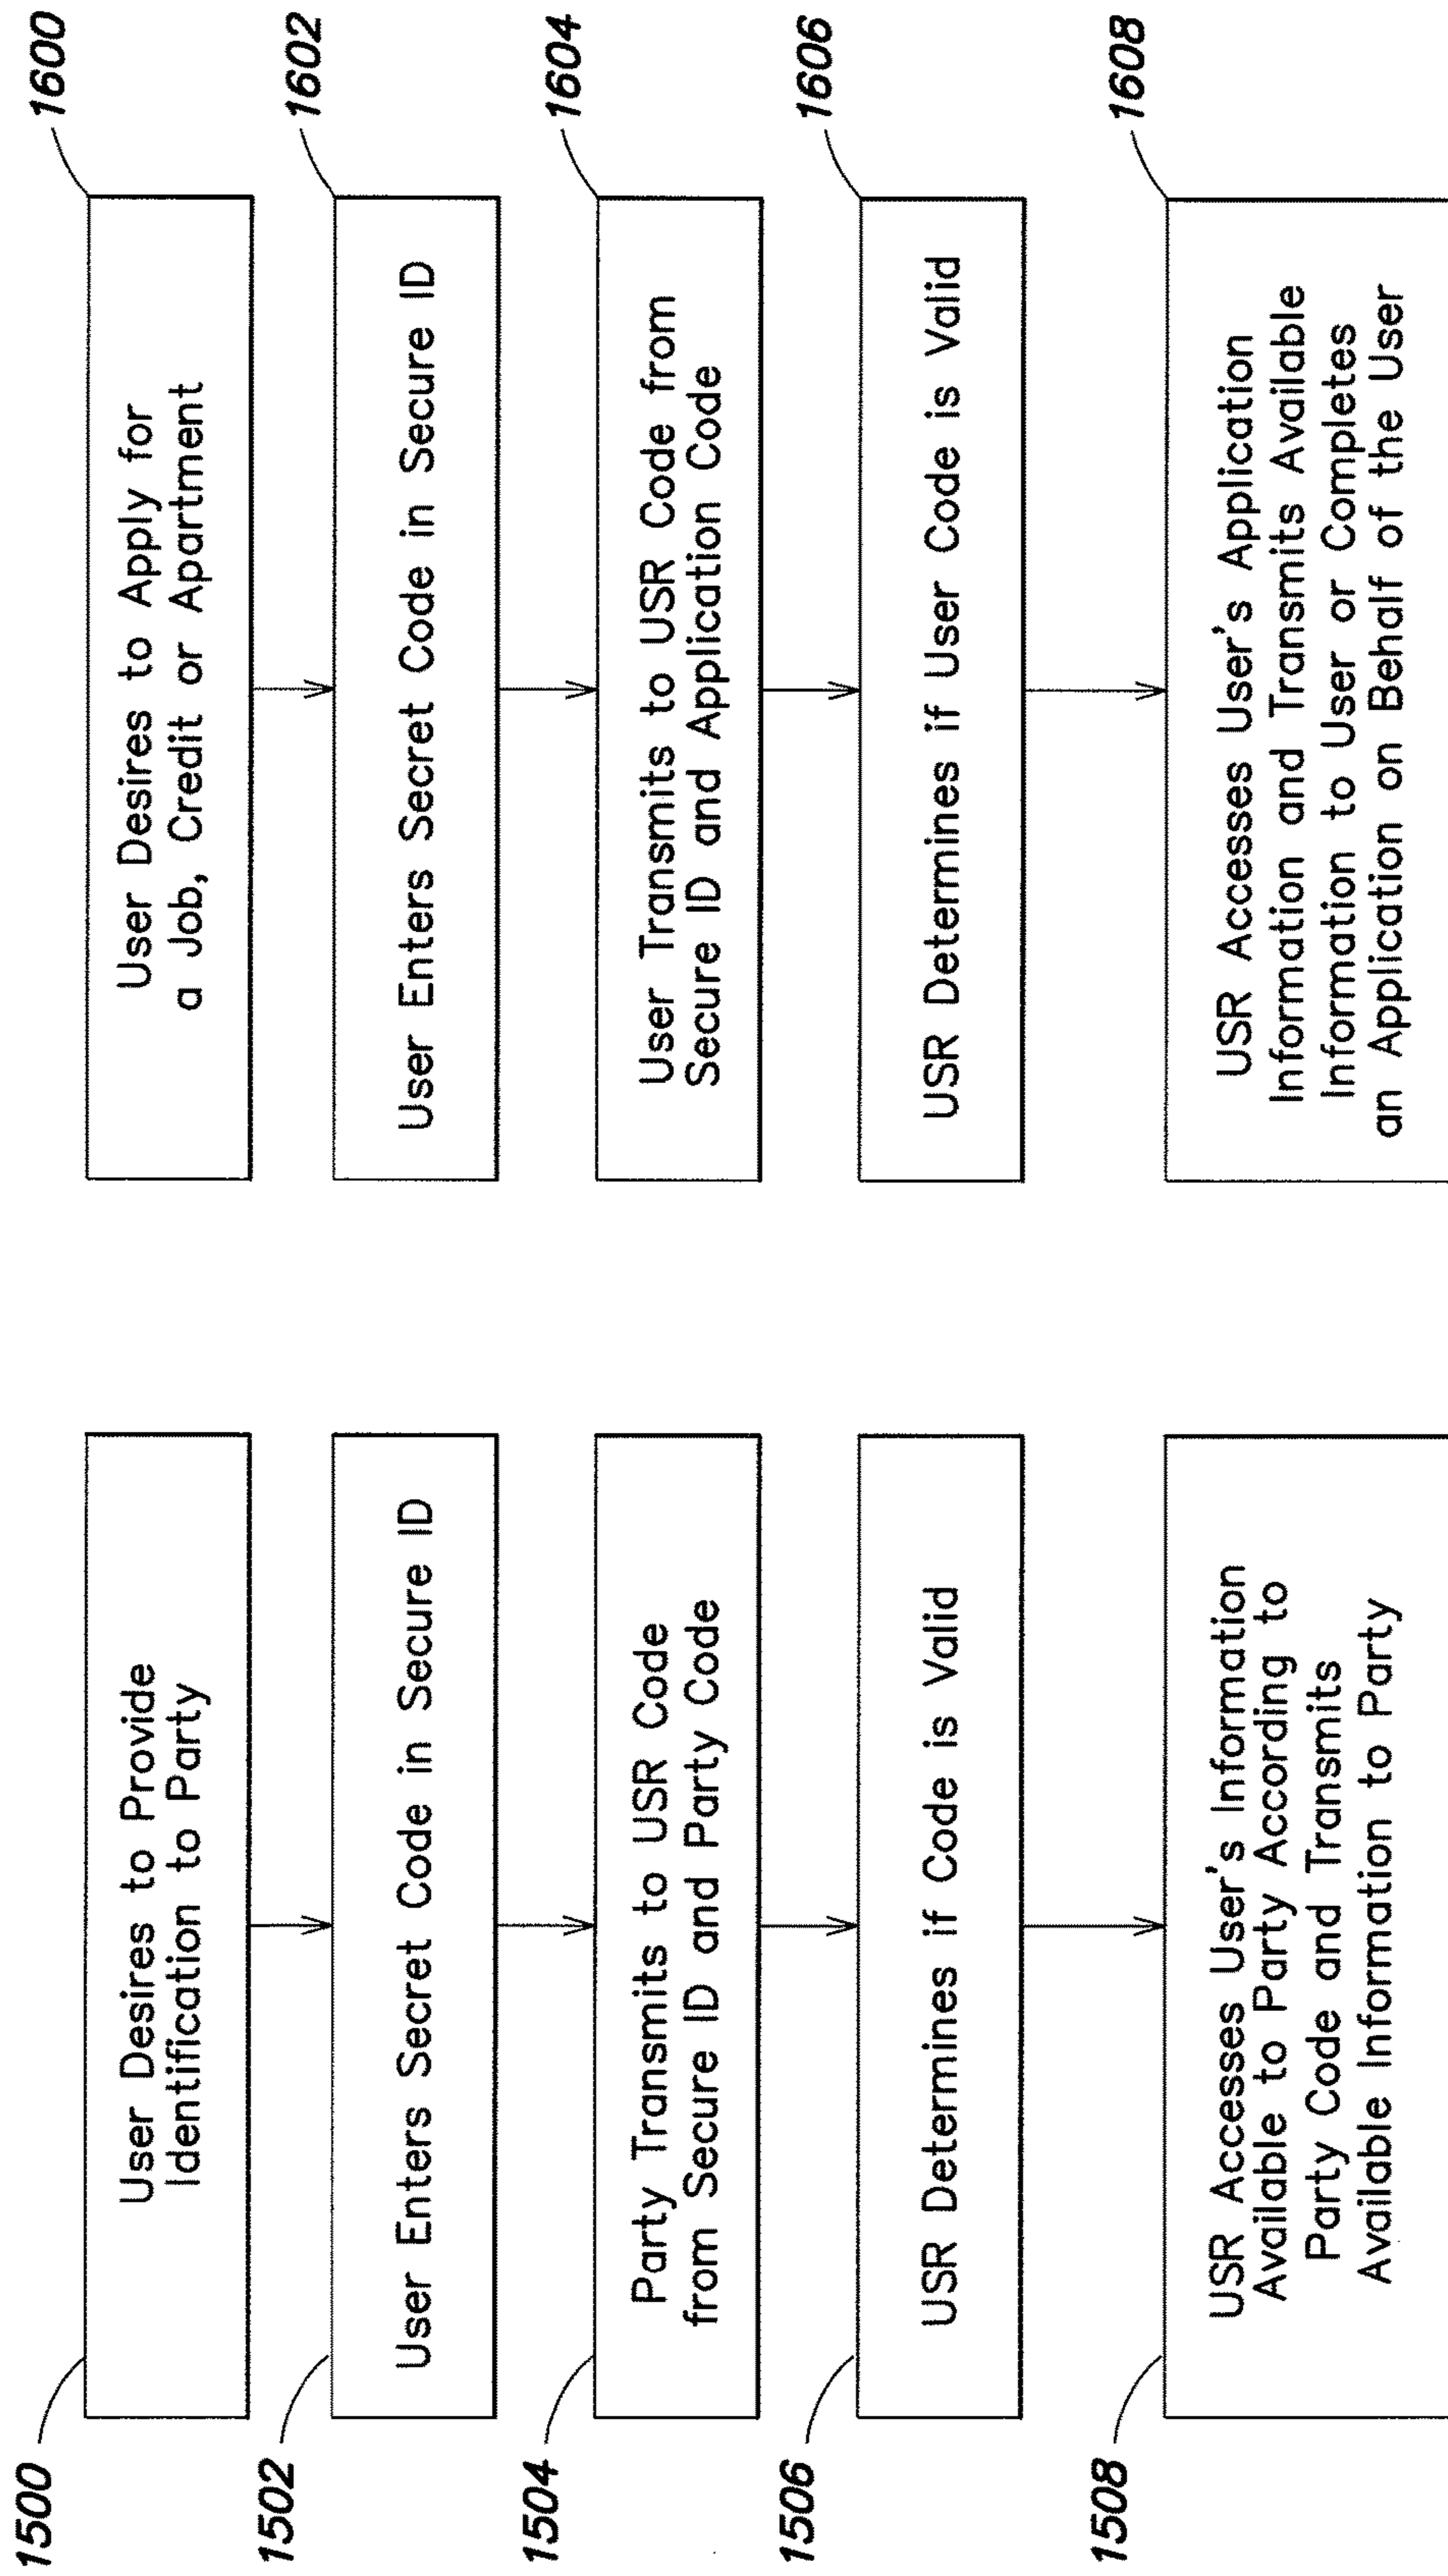 1500
User Desires to Provide
Identification to Party
1502
User Enters Secret Code in Secure ID
1504
Party Transmits to USR Code
from Secure ID and Party Code
1506
USR Determines if Code is Valid
1508
USR Accesses User's Information
Available to Party According to
Party Code and Transmits
Available Information to Party
1600
User Desires to Apply for
a Job, Credit or Apartment
1602
User Enters Secret Code in Secure ID
1604
User Transmits to USR Code from
Secure ID and Application Code
1606
USR Determines if User Code is Valid
1608
USR Accesses User's Application
Information and Transmits Available
Information to User or Completes
an Application on Behalf of the User